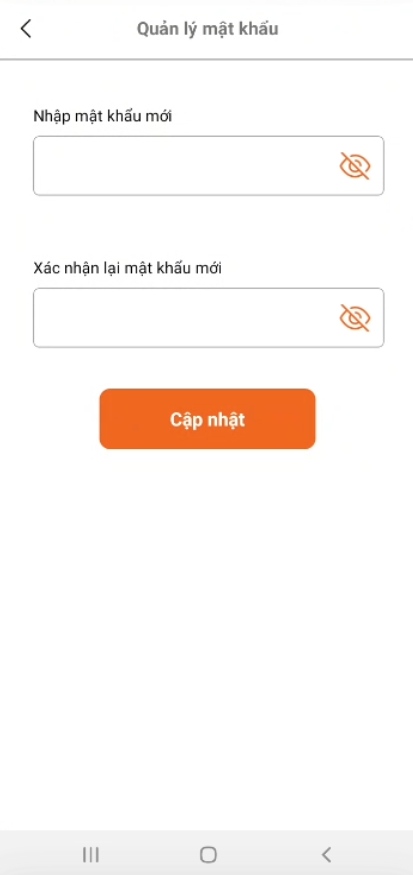 Quản lý mật khẩu
Nhập mật khẩu mới
Xác nhận lại mật khẩu mới
Cập nhật